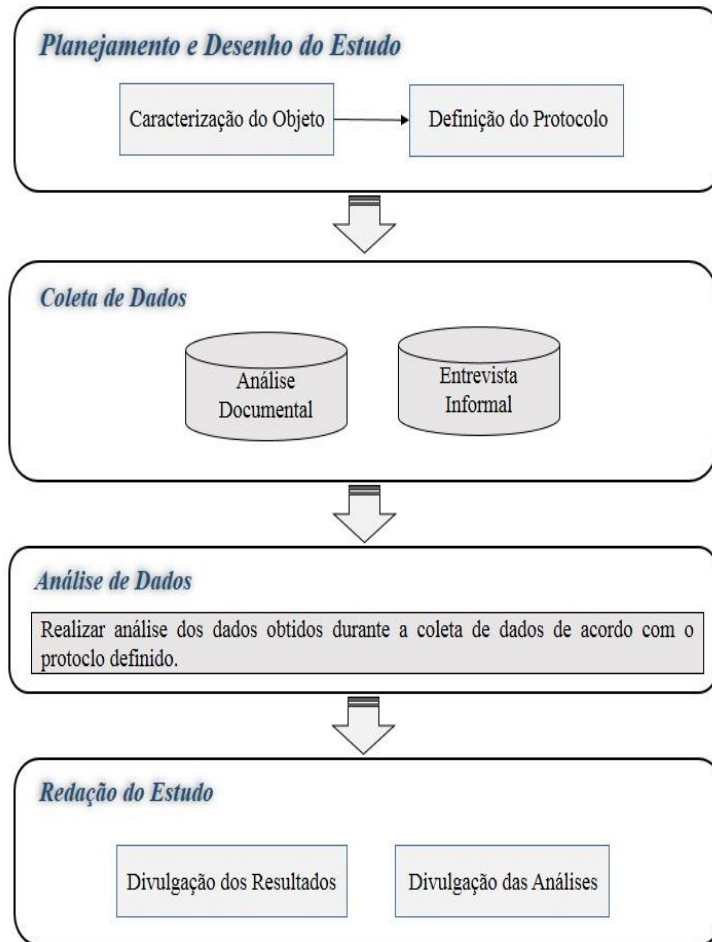 Planejamento e Desenho do Estudo
Caracterização do Objeto
Definição do Protocolo
Coleta de Dados
Análise
Documental
Entrevista
Informal
Análise de Dados
Realizar análise dos dados obtidos durante a coleta de dados de acordo com o
protoclo definido.
Redação do Estudo
Divulgação dos Resultados
Divulgação das Análises